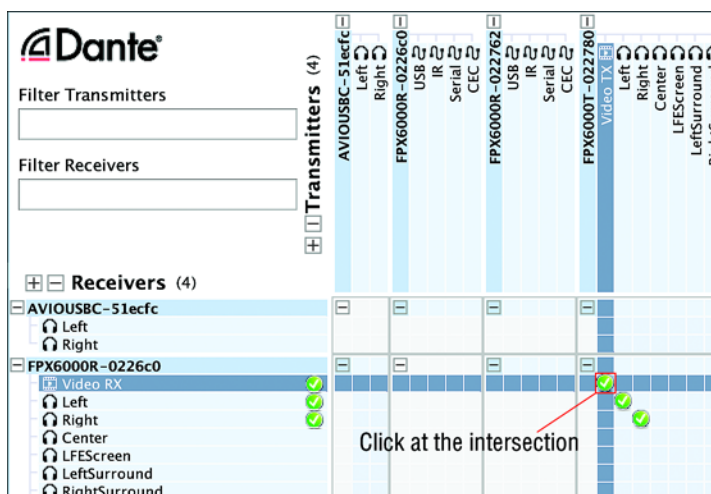 Dante®
Filter Transmitters
Filter Receivers
Transmitters (4)
AVIOUSBC-51ecfc
Left
Right
FPX6000R-0226c0
USB
IR
Serial
CEC
FPX6000R-022762
USB
IR
Serial
CEC
FPX6000T-022780
Video TX
Left
Right
Center
LFEScreen
LeftSurround
Receivers (4)
AVIOUSBC-51ecfc
Left
Right
FPX6000R-0226c0
Video RX
Left
Right
Center
LFEScreen
LeftSurround
RightSurround
Click at the intersection